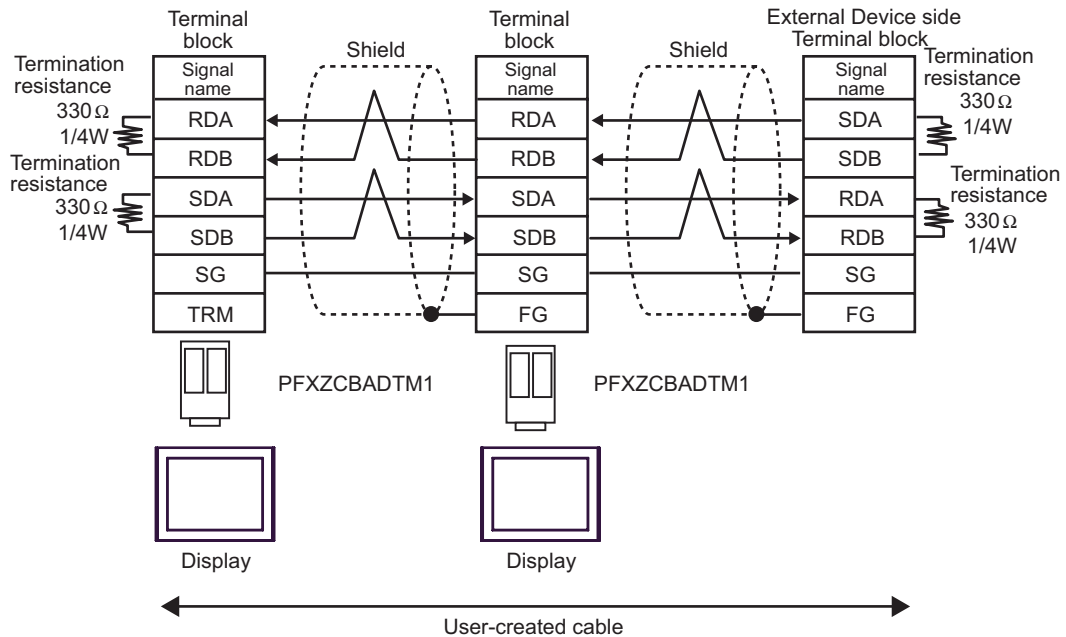 Terminal
block
Shield
Terminal
block
Shield
External Device side
Terminal block
Termination
resistance
330Ω
1/4W
Termination
resistance
330Ω
1/4W
Signal
name
RDA
RDB
SDA
SDB
SG
TRM
Signal
name
RDA
RDB
SDA
SDB
SG
FG
Signal
name
SDA
SDB
RDA
RDB
SG
FG
Termination
resistance
330Ω
1/4W
Termination
resistance
330Ω
1/4W
PFXZCBADTM1
PFXZCBADTM1
Display
Display
User-created cable